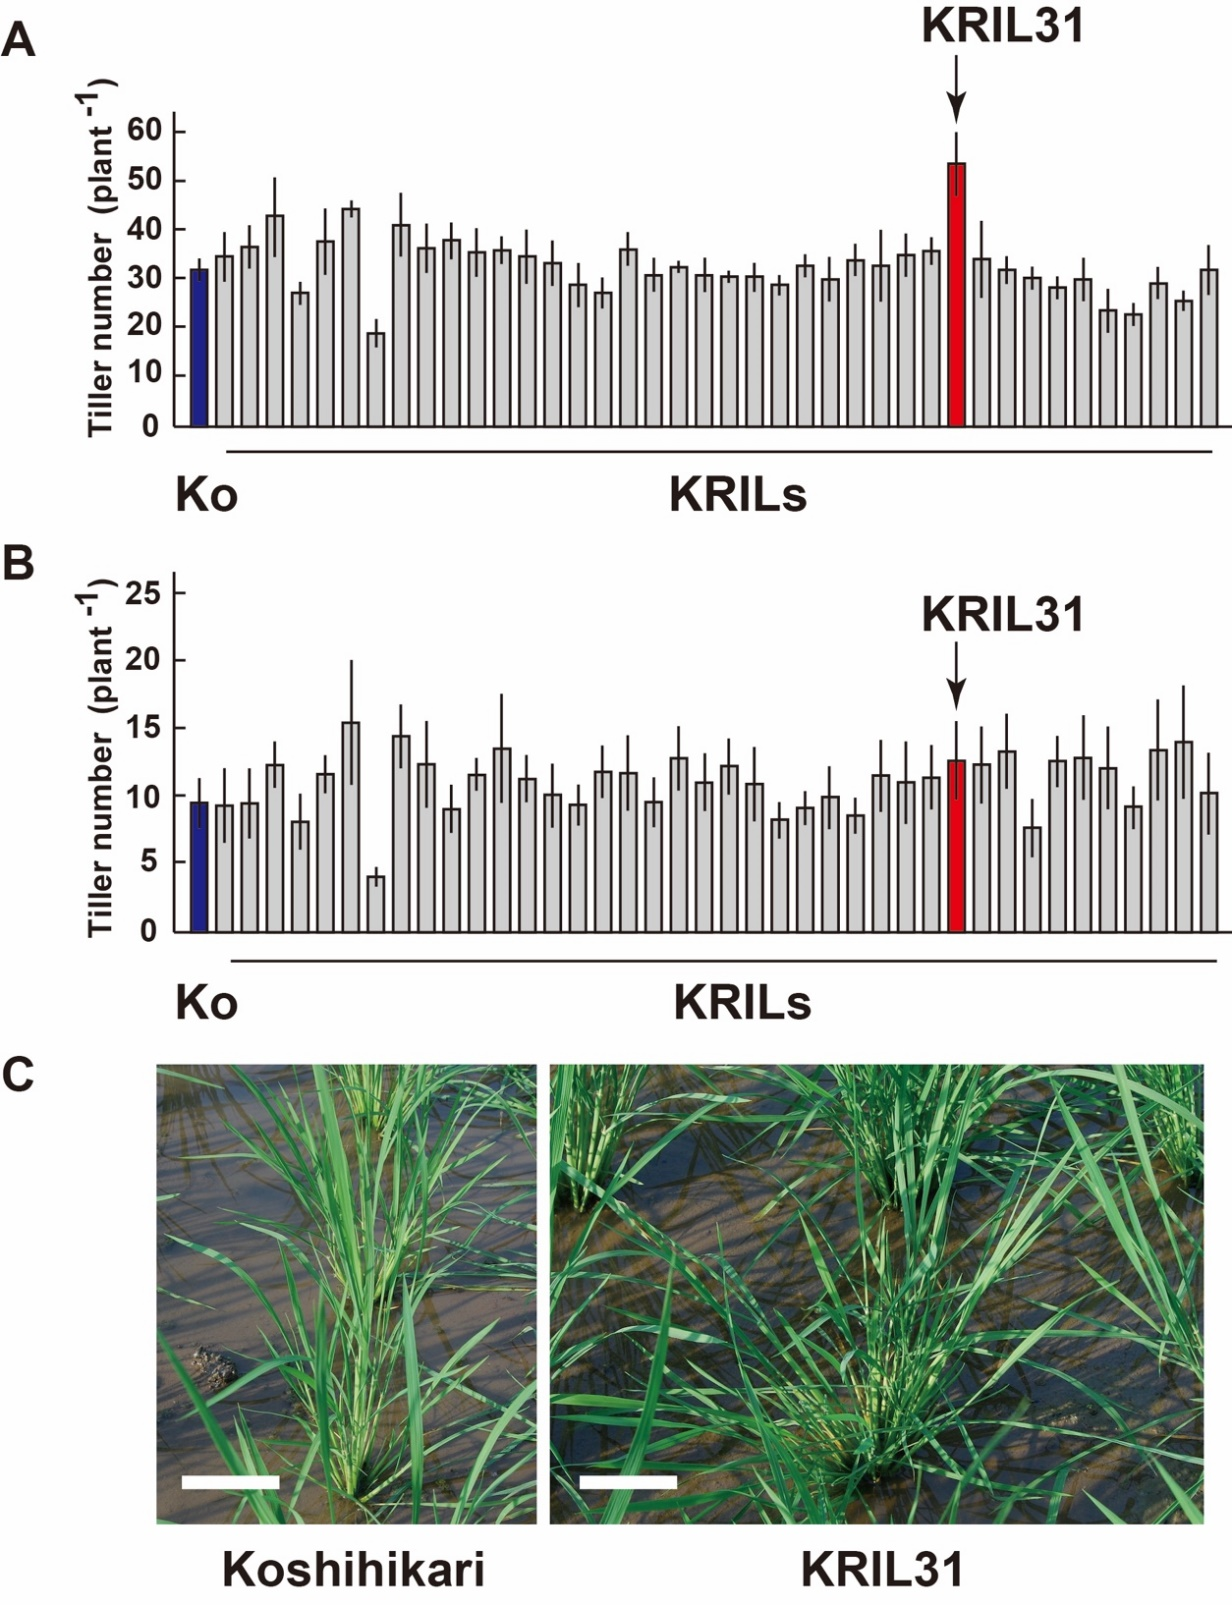 A
KRIL31
Tiller number (plant -1)
60
50
40
30
20
10
0
Ko
KRILs
B
KRIL31
Tiller number (plant -1)
25
20
15
10
5
0
Ko
KRILs
C
Koshihikari
KRIL31